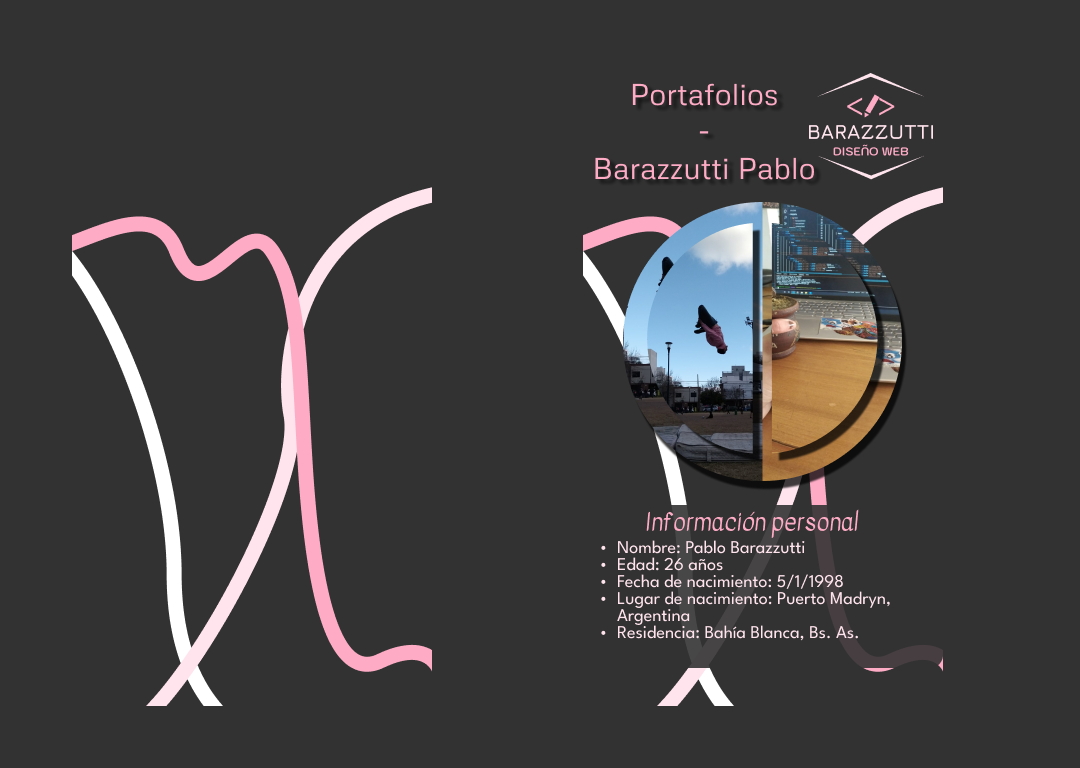 Portafolios
-
Barazzutti Pablo
BARAZZUTTI
DISEÑO WEB
Información personal
• Nombre: Pablo Barazzutti
• Edad: 26 años
• Fecha de nacimiento: 5/1/1998
• Lugar de nacimiento: Puerto Madryn,
Argentina
• Residencia: Bahía Blanca, Bs. As.